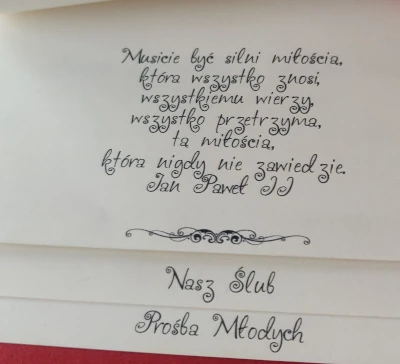 Musicie być silni miłością,
która wszystko znosi,
wszystkiemu wierzy,
wszystko przetrzyma,
tą miłością,
która nigdy nie zawiedzie.
Jan Paweł II
Nasz Ślub
Prośba Młodych